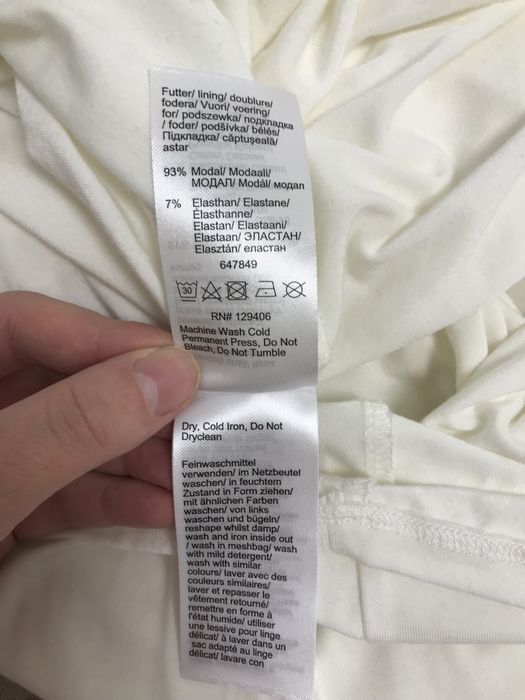 Futter/ lining/ doublure/
fodera/ Vuori/ voering/
for/ podszewka/ подкладка
/ foder/ podšívka/ bélés/
Підкладка/ căptușeală/
astar
93% Modal/ Modaali/
МОДАЛ/ Modál/ модал
7% Elasthan/ Elastane/
Élasthanne/
Elastan/ Elastaani/
Elastaan/ ЭЛАСТАН/
Elasztán/ еластан
647849
30
RN# 129406
Machine Wash Cold
Permanent Press, Do Not
Bleach, Do Not Tumble
Dry, Cold Iron, Do Not
Dryclean
Feinwaschmittel
verwenden/ im Netzbeutel
waschen/ in feuchtem
Zustand in Form ziehen/
mit ähnlichen Farben
waschen/ von links
waschen und bügeln/
reshape whilst damp/
wash and iron inside out
/ wash in meshbag/ wash
with mild detergent/
wash with similar
colours/ laver avec des
couleurs similaires/
laver et repasser le
vêtement retourné/
remettre en forme à
l'état humide/ utiliser
une lessive pour linge
délicat/ à laver dans un
sac adapté au linge
délicat/ lavare con